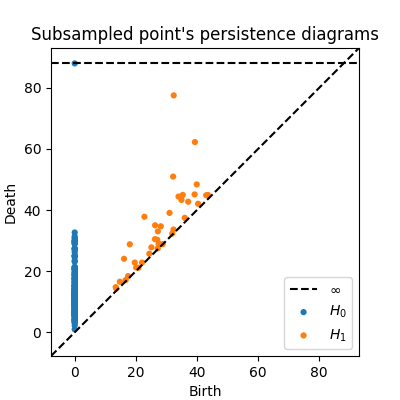 Subsampled point's persistence diagrams
Death
80
60
40
20
0
∞
H₀
H₁
0 20 40 60 80
Birth